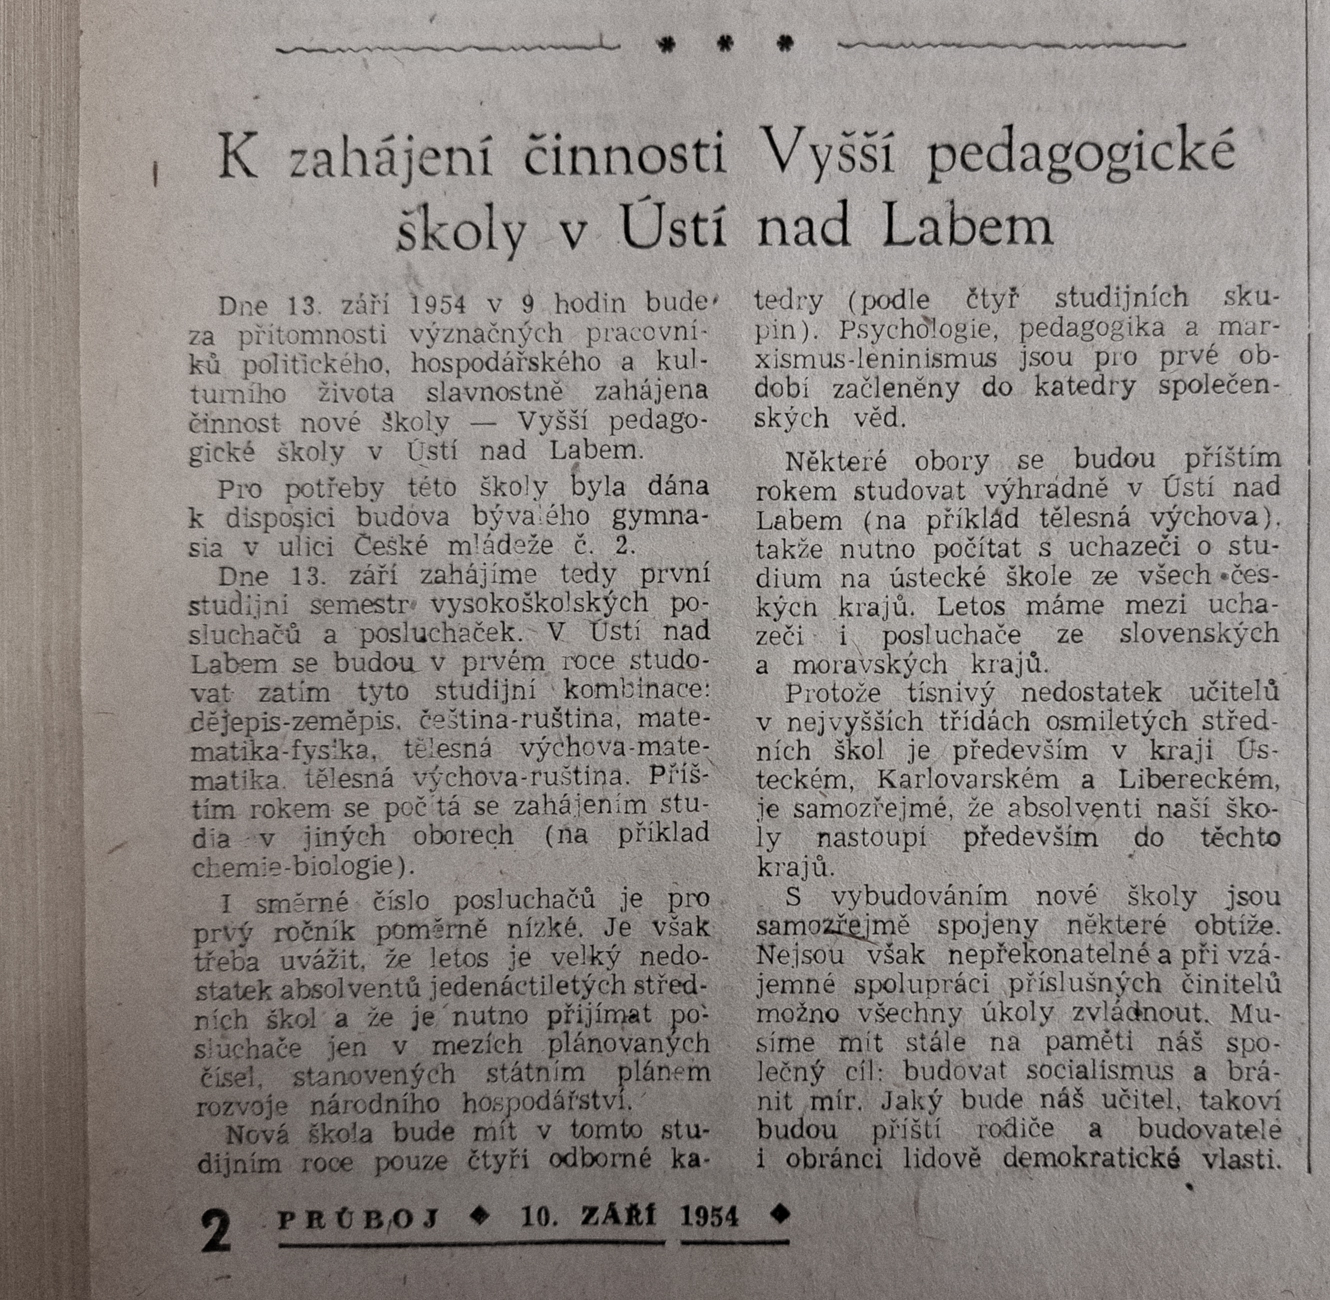 K zahájení činnosti Vyšší pedagogické
školy v Ústí nad Labem
Dne 13. září 1954 v 9 hodin bude
za přítomnosti význačných pracovní-
ků politického, hospodářského a kul-
turního života slavnostně zahájena
činnost nové školy — Vyšší pedago-
gické školy v Ústí nad Labem.
Pro potřeby této školy byla dána
k disposici budova bývalého gymna-
sia v ulici České mládeže č. 2.
Dne 13. září zahájíme tedy první
studijní semestr vysokoškolských po-
sluchačů a posluchaček. V Ústí nad
Labem se budou v prvém roce studo-
vat zatím tyto studijní kombinace:
dějepis-zeměpis, čeština-ruština, mate-
matika-fysika, tělesná výchova-mate-
matika, tělesná výchova-ruština. Příš-
tím rokem se počítá se zahájením stu-
dia v jiných oborech (na příklad
chemie-biologie).
I směrné číslo posluchačů je pro
prvý ročník poměrně nízké. Je však
třeba uvážit, že letos je velký nedo-
statek absolventů jedenáctiletých střed-
ních škol a že je nutno přijímat po-
sluchače jen v mezích plánovaných
čísel, stanovených státním plánem
rozvoje národního hospodářství.
Nová škola bude mít v tomto stu-
dijním roce pouze čtyři odborné ka-
tedry (podle čtyř studijních sku-
pin). Psychologie, pedagogika a mar-
xismus-leninismus jsou pro prvé ob-
dobí začleněny do katedry společen-
ských věd.
Některé obory se budou příštím
rokem studovat výhradně v Ústí nad
Labem (na příklad tělesná výchova),
takže nutno počítat s uchazeči o stu-
dium na ústecké škole ze všech čes-
kých krajů. Letos máme mezi ucha-
zeči i posluchače ze slovenských
a moravských krajů.
Protože tísnivý nedostatek učitelů
v nejvyšších třídách osmiletých střed-
ních škol je především v kraji Ús-
teckém, Karlovarském a Libereckém,
je samozřejmé, že absolventi naší ško-
ly nastoupí především do těchto
krajů.
S vybudováním nové školy jsou
samozřejmě spojeny některé obtíže.
Nejsou však nepřekonatelné a při vzá-
jemné spolupráci příslušných činitelů
možno všechny úkoly zvládnout. Mu-
síme mít stále na paměti náš spo-
lečný cíl: budovat socialismus a brá-
nit mír. Jaký bude náš učitel, takoví
budou příští rodiče a budovatelé
i obránci lidově demokratické vlasti.
2 PRŮBOJ ◆ 10. ZÁŘÍ 1954 ◆